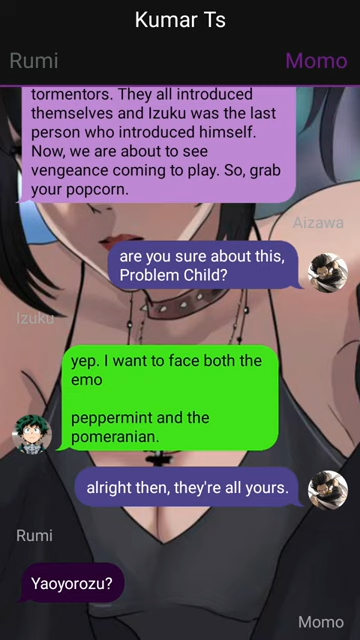 Kumar Ts
Rumi
Momo
tormentors. They all introduced
themselves and Izuku was the last
person who introduced himself.
Now, we are about to see
vengeance coming to play. So, grab
your popcorn.
Aizawa
are you sure about this,
Problem Child?
Izuku
yep. I want to face both the
emo
peppermint and the
pomeranian.
alright then, they're all yours.
Rumi
Yaoyorozu?
Momo